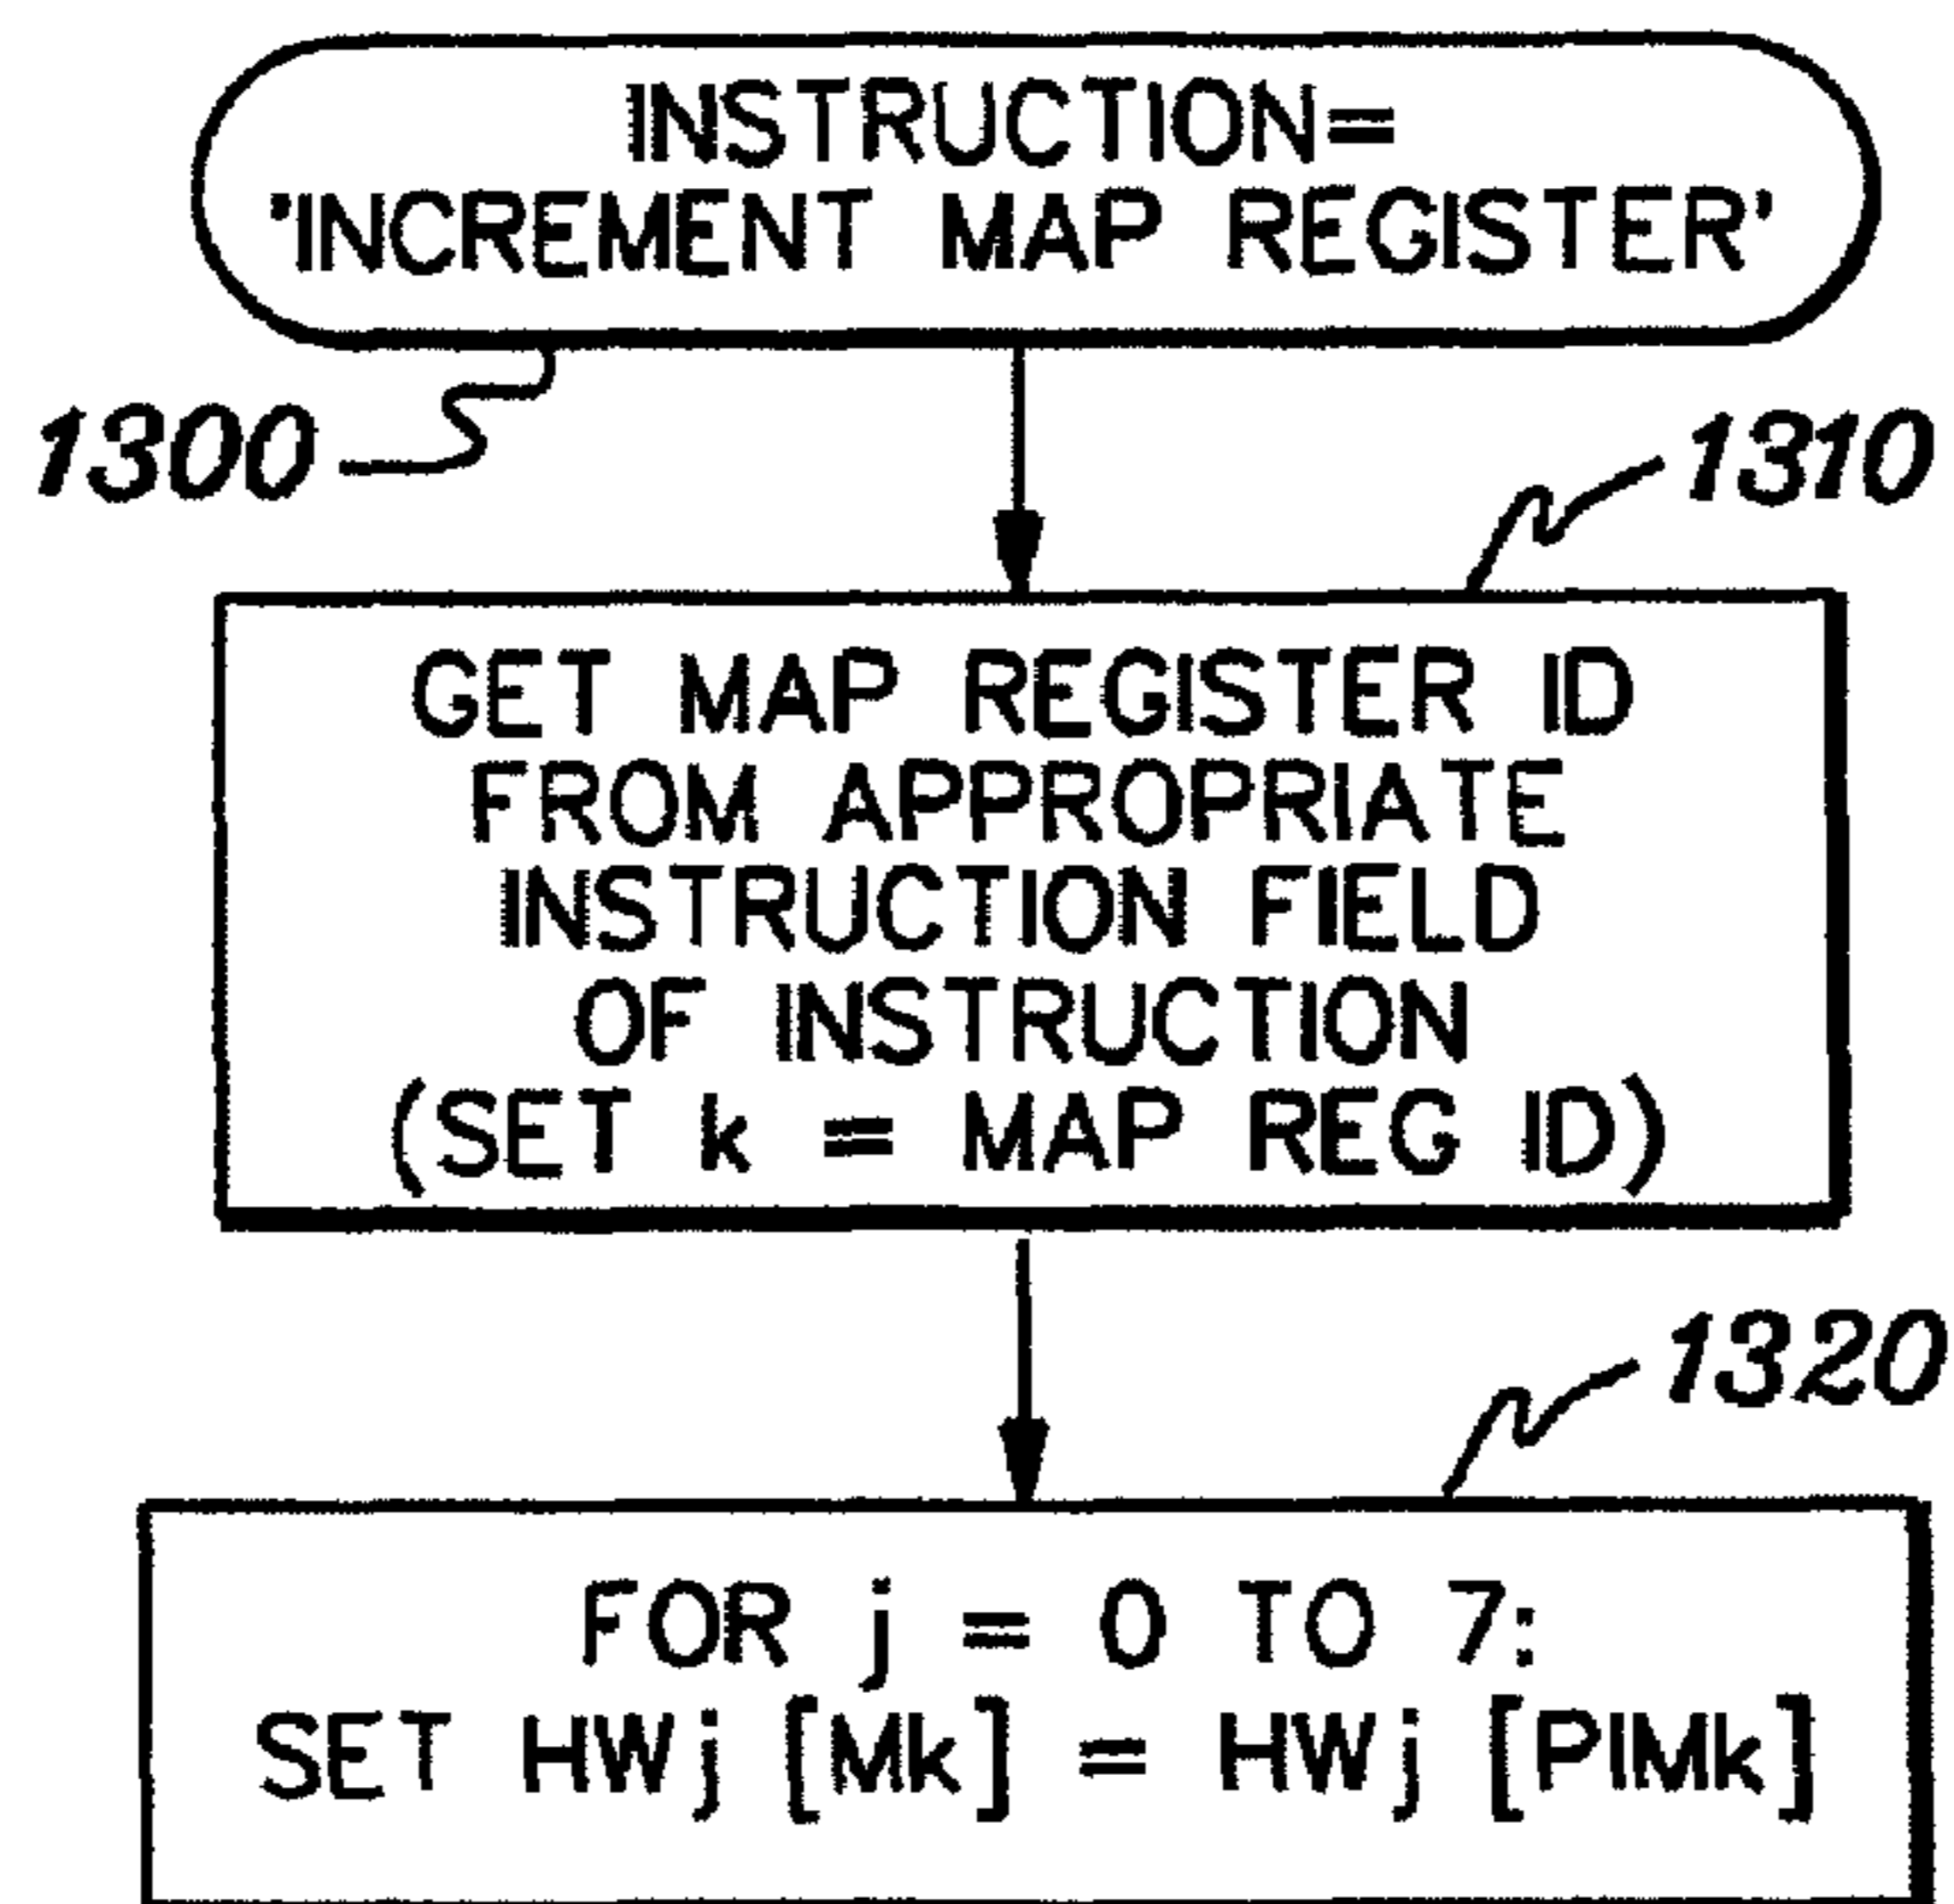 INSTRUCTION=
'INCREMENT MAP REGISTER'
1300
1310
GET MAP REGISTER ID
FROM APPROPRIATE
INSTRUCTION FIELD
OF INSTRUCTION
(SET k = MAP REG ID)
1320
FOR j = 0 TO 7:
SET HWj [Mk] = HWj [PIMk]